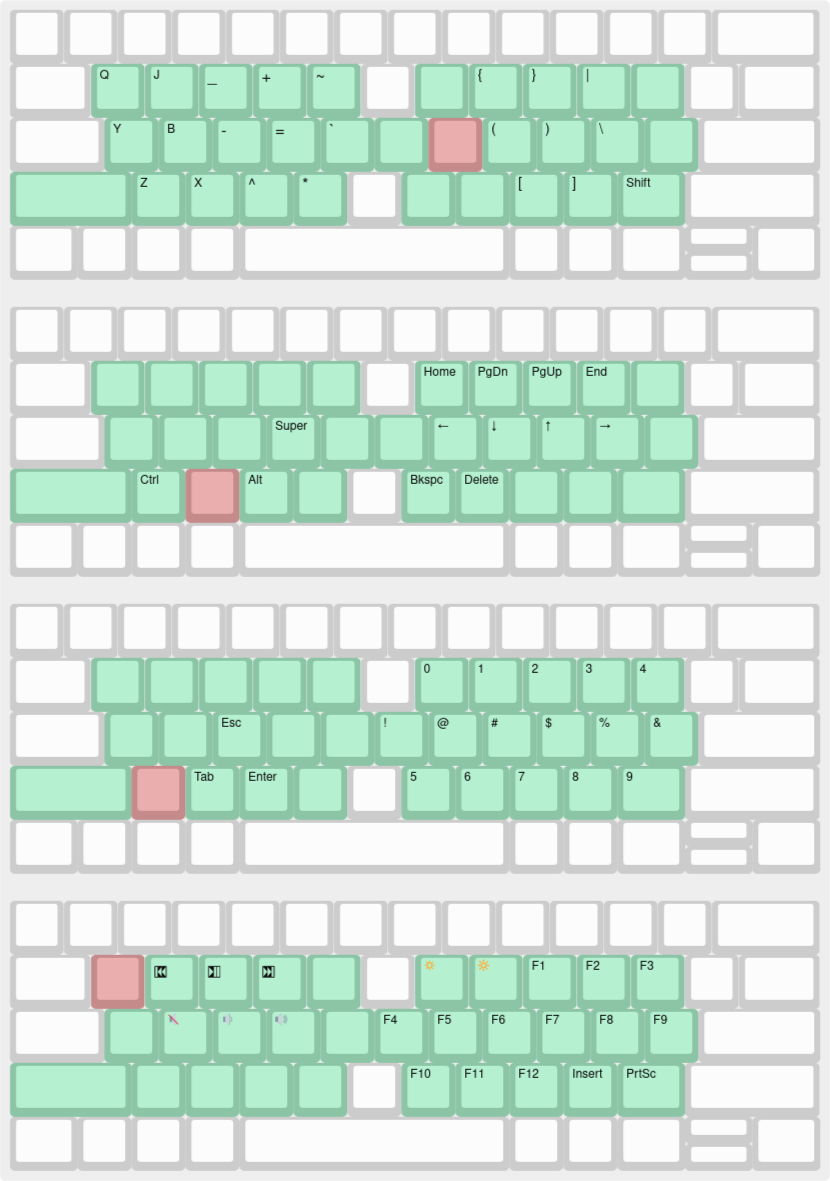 Q J _ + ~ { } |
Y B - = ` ( ) \
Z X ^ * [ ] Shift
Home PgDn PgUp End
Super ← ↓ ↑ →
Ctrl Alt Bkspc Delete
0 1 2 3 4
Esc ! @ # $ % &
Tab Enter 5 6 7 8 9
F1 F2 F3
F4 F5 F6 F7 F8 F9
F10 F11 F12 Insert PrtSc